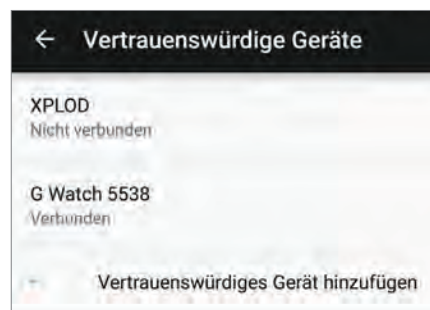 Vertrauenswürdige Geräte
XPLOD
Nicht verbunden
G Watch 5538
Verbunden
Vertrauenswürdiges Gerät hinzufügen